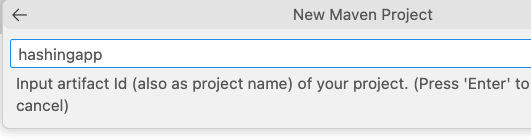 New Maven Project
hashingapp
Input artifact Id (also as project name) of your project. (Press 'Enter' to
cancel)